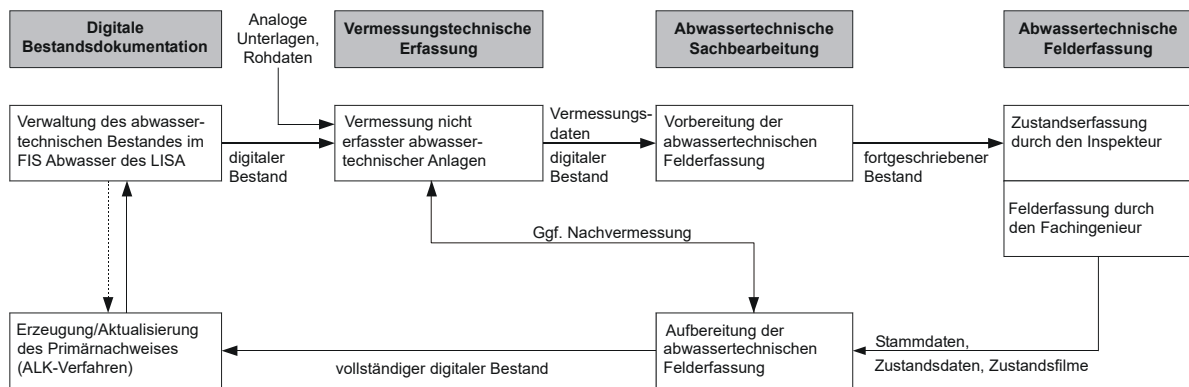 Digitale
Bestandsdokumentation
Analoge
Unterlagen,
Rohdaten
Vermessungstechnische
Erfassung
Abwassertechnische
Sachbearbeitung
Abwassertechnische
Felderfassung
Verwaltung des abwasser-
technischen Bestandes im
FIS Abwasser des LISA
digitaler
Bestand
Vermessung nicht
erfasster abwasser-
technischer Anlagen
Vermessungs-
daten
digitaler
Bestand
Vorbereitung der
abwassertechnischen
Felderfassung
fortgeschriebener
Bestand
Zustandserfassung
durch den Inspekteur
Felderfassung durch
den Fachingenieur
Ggf. Nachvermessung
Erzeugung/Aktualisierung
des Primärnachweises
(ALK-Verfahren)
vollständiger digitaler Bestand
Aufbereitung der
abwassertechnischen
Felderfassung
Stammdaten,
Zustandsdaten, Zustandsfilme